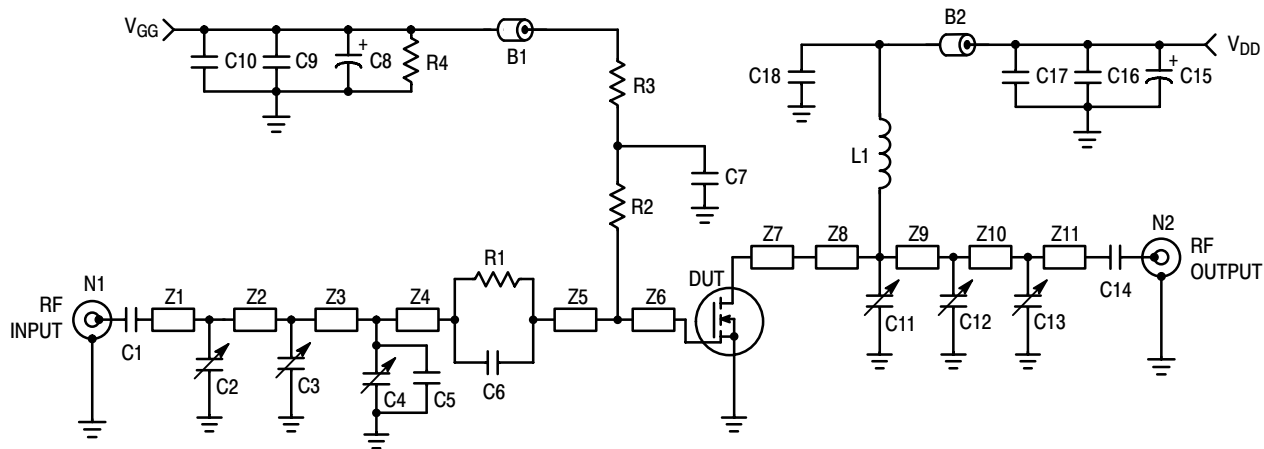 V_GG
C10
C9
+
C8
R4
B1
R3
C7
R2
B2
C18
C17
C16
+
C15
V_DD
L1
Z7
Z8
Z9
Z10
Z11
N2
RF
OUTPUT
C14
DUT
C11
C12
C13
N1
RF
INPUT
C1
Z1
Z2
Z3
Z4
R1
Z5
Z6
C2
C3
C4
C5
C6